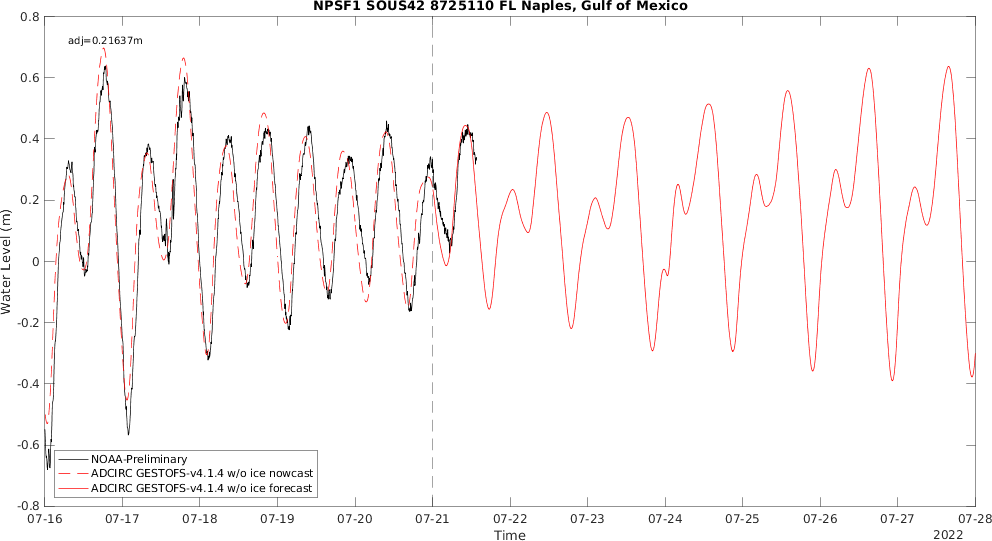 NPSF1 SOUS42 8725110 FL Naples, Gulf of Mexico
adj=0.21637m
0.8
0.6
0.4
0.2
0
-0.2
-0.4
-0.6
-0.8
Water Level (m)
NOAA-Preliminary
ADCIRC GESTOFS-v4.1.4 w/o ice nowcast
ADCIRC GESTOFS-v4.1.4 w/o ice forecast
07-16 07-17 07-18 07-19 07-20 07-21 07-22 07-23 07-24 07-25 07-26 07-27 07-28
Time
2022